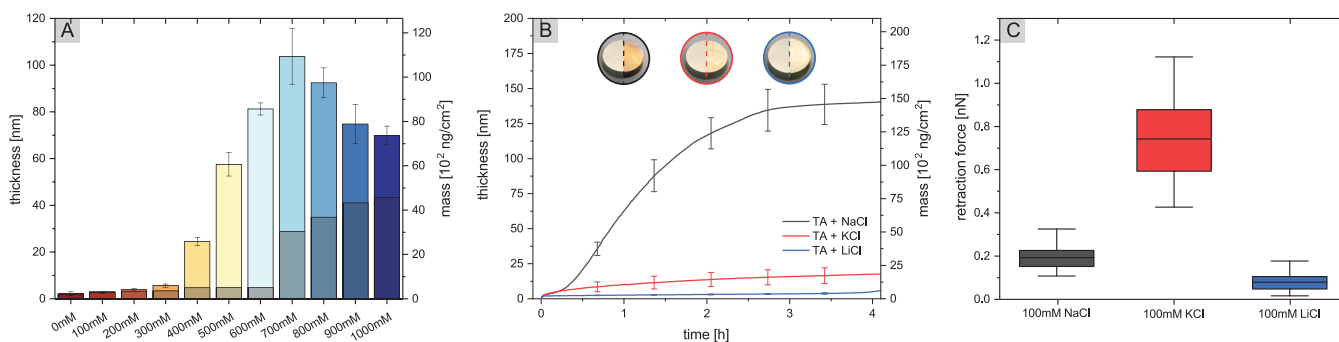 A
120
100
80
60
40
20
0
thickness [nm]
120
100
80
60
40
20
0
mass [10² ng/cm²]
0mM
100mM
200mM
300mM
400mM
500mM
600mM
700mM
800mM
900mM
1000mM
B
200
175
150
125
100
75
50
25
0
thickness [nm]
200
175
150
125
100
75
50
25
0
mass [10² ng/cm²]
TA + NaCl
TA + KCl
TA + LiCl
0
1
2
3
4
time [h]
C
1.2
1.0
0.8
0.6
0.4
0.2
0.0
retraction force [nN]
100mM NaCl
100mM KCl
100mM LiCl